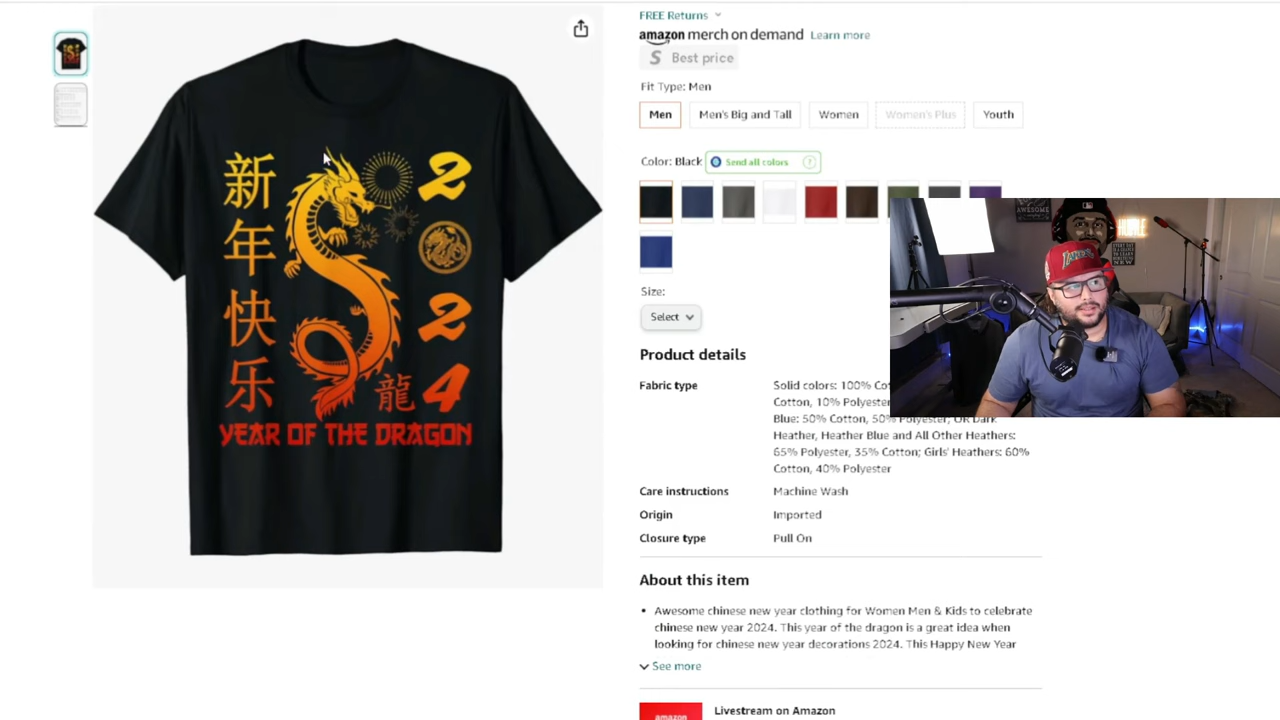 FREE Returns
amazon merch on demand Learn more
S Best price
Fit Type: Men
Men
Men's Big and Tall
Women
Women's Plus
Youth
Color: Black
Send all colors ?
Size:
Select
Product details
Fabric type
Solid colors: 100% Cot
Cotton, 10% Polyester
Blue: 50% Cotton, 50% Polyester; OR Dark
Heather, Heather Blue and All Other Heathers:
65% Polyester, 35% Cotton; Girls' Heathers: 60%
Cotton, 40% Polyester
Care instructions Machine Wash
Origin Imported
Closure type Pull On
About this item
• Awesome chinese new year clothing for Women Men & Kids to celebrate
chinese new year 2024. This year of the dragon is a great idea when
looking for chinese new year decorations 2024. This Happy New Year
See more
amazon
Livestream on Amazon
新年快乐
2
2
4
龍
YEAR OF THE DRAGON
AWESOME